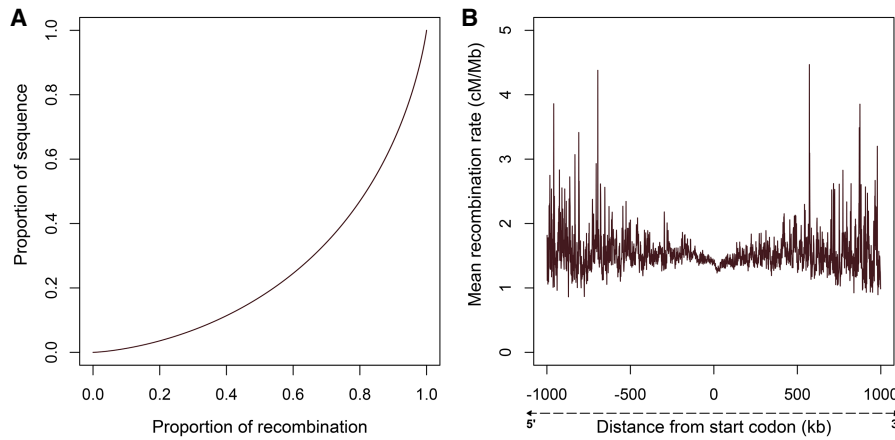 A
Proportion of sequence
1.0
0.8
0.6
0.4
0.2
0.0
0.0 0.2 0.4 0.6 0.8 1.0
Proportion of recombination
B
Mean recombination rate (cM/Mb)
5
4
3
2
1
0
-1000 -500 0 500 1000
5'
Distance from start codon (kb)